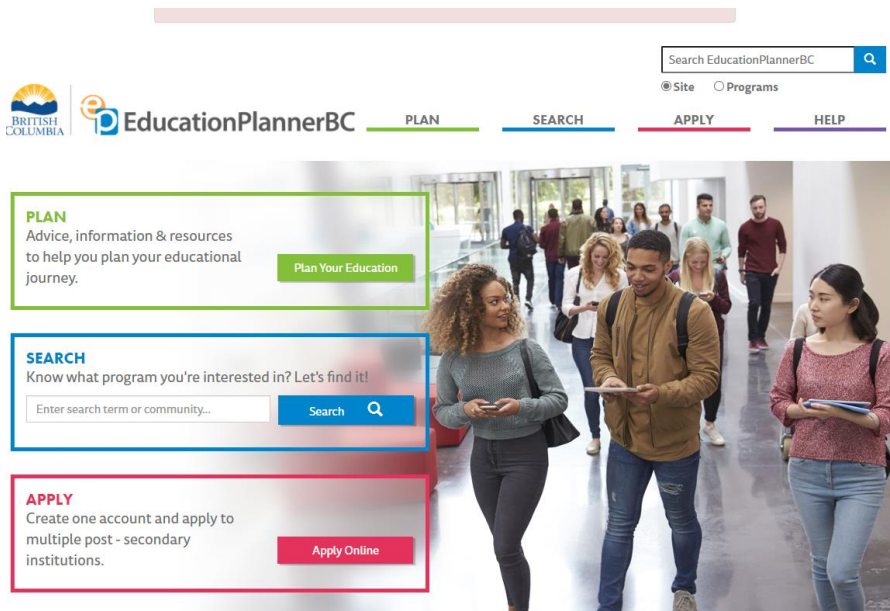 Search EducationPlannerBC
Site Programs
BRITISH
COLUMBIA
ep EducationPlannerBC
PLAN SEARCH APPLY HELP
PLAN
Advice, information & resources
to help you plan your educational
journey.
Plan Your Education
SEARCH
Know what program you're interested in? Let's find it!
Enter search term or community...
Search
APPLY
Create one account and apply to
multiple post - secondary
institutions.
Apply Online